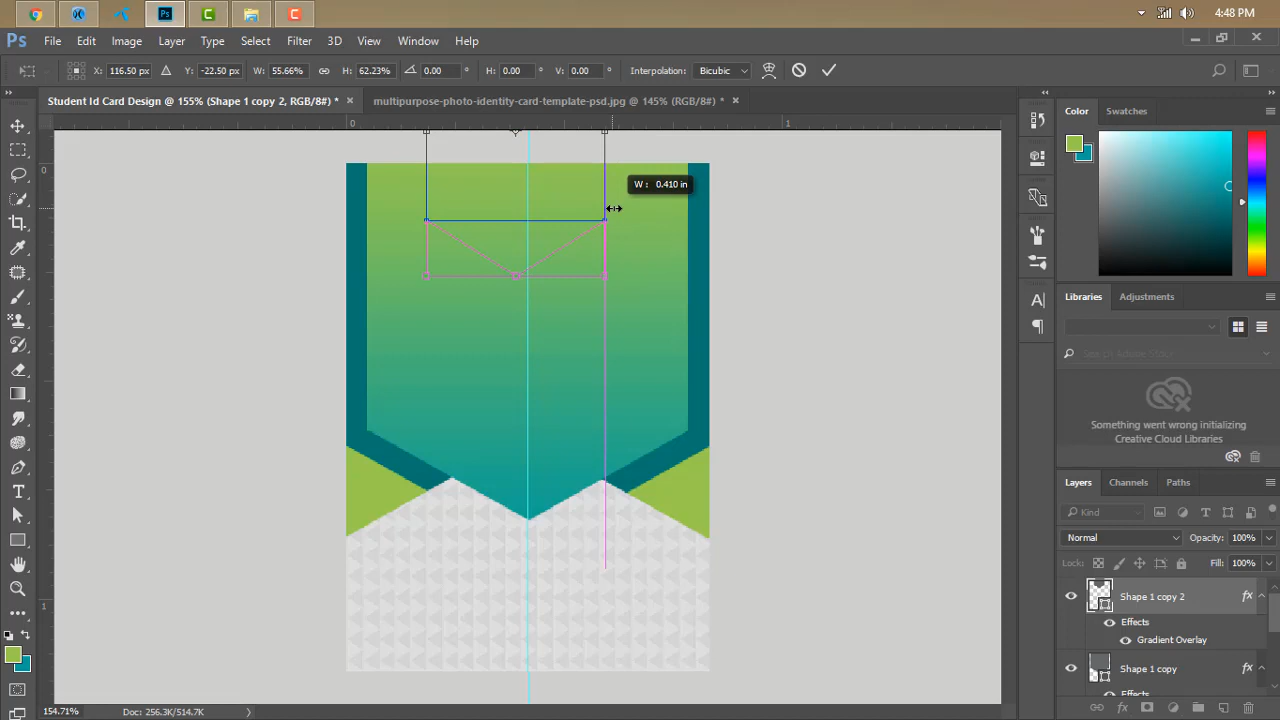 4:48 PM
Ps File Edit Image Layer Type Select Filter 3D View Window Help
X: 116.50 px Y: -22.50 px W: 55.66% H: 62.23% 0.00 ° H: 0.00 ° V: 0.00 ° Interpolation: Bicubic
Student Id Card Design @ 155% (Shape 1 copy 2, RGB/8#) * × multipurpose-photo-identity-card-template-psd.jpg @ 145% (RGB/8#) * ×
0 1
0
1
W: 0.410 in
Color Swatches
Libraries Adjustments
Something went wrong initializing
Creative Cloud Libraries
Layers Channels Paths
Kind
Normal Opacity: 100%
Lock: Fill: 100%
Shape 1 copy 2 fx
Effects
Gradient Overlay
Shape 1 copy fx
Effects
154.71% Doc: 256.3K/514.7K